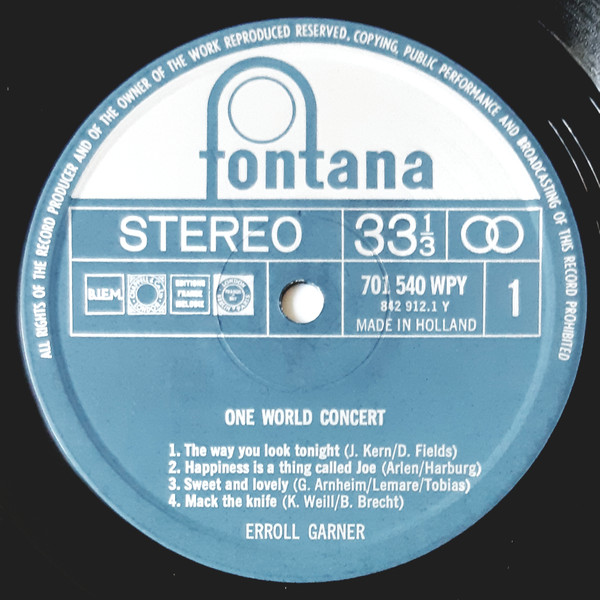 ALL RIGHTS OF THE RECORD PRODUCER AND OF THE OWNER OF THE WORK REPRODUCED RESERVED. COPYING, PUBLIC PERFORMANCE AND BROADCASTING OF THIS RECORD PROHIBITED
fontana
STEREO
33⅓
B.I.E.M.
701 540 WPY
842 912.1 Y
MADE IN HOLLAND
1
ONE WORLD CONCERT
1. The way you look tonight (J. Kern/D. Fields)
2. Happiness is a thing called Joe (Arlen/Harburg)
3. Sweet and lovely (G. Arnheim/Lemare/Tobias)
4. Mack the knife (K. Weill/B. Brecht)
ERROLL GARNER